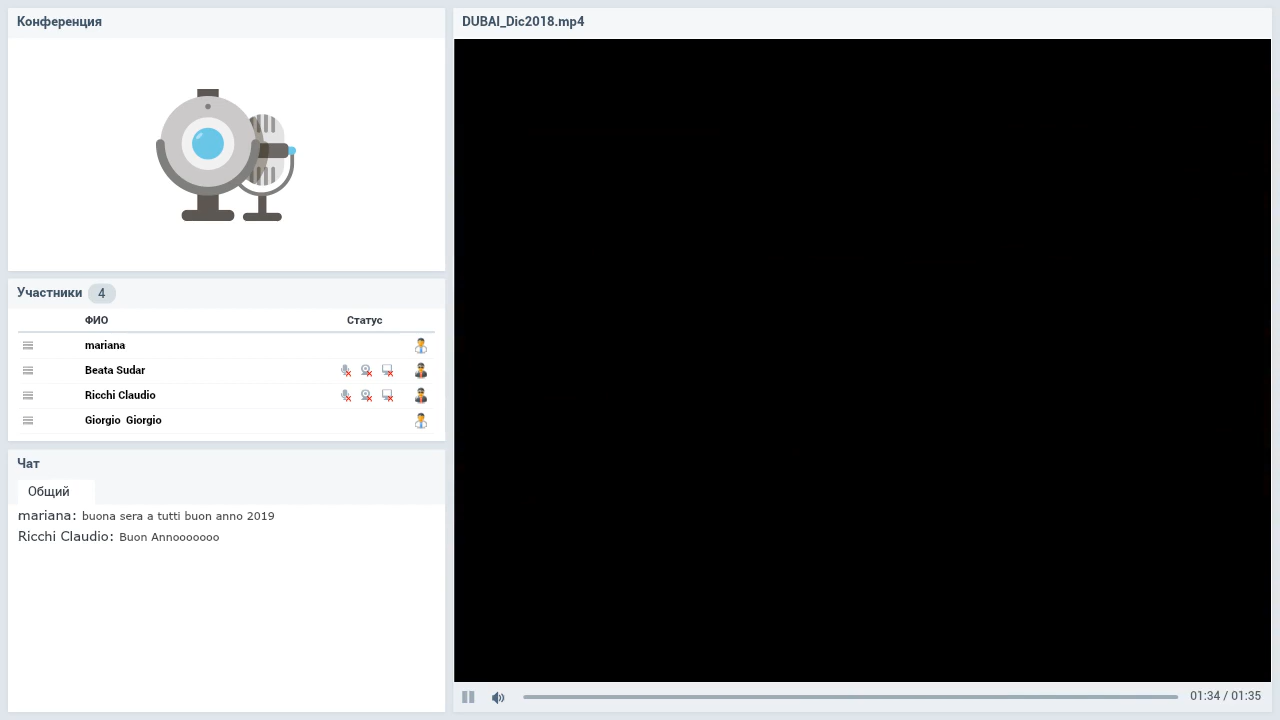 Конференция
DUBAI_Dic2018.mp4
Участники 4
ФИО Статус
mariana
Beata Sudar
Ricchi Claudio
Giorgio Giorgio
Чат
Общий
mariana: buona sera a tutti buon anno 2019
Ricchi Claudio: Buon Annooooooo
01:34 / 01:35